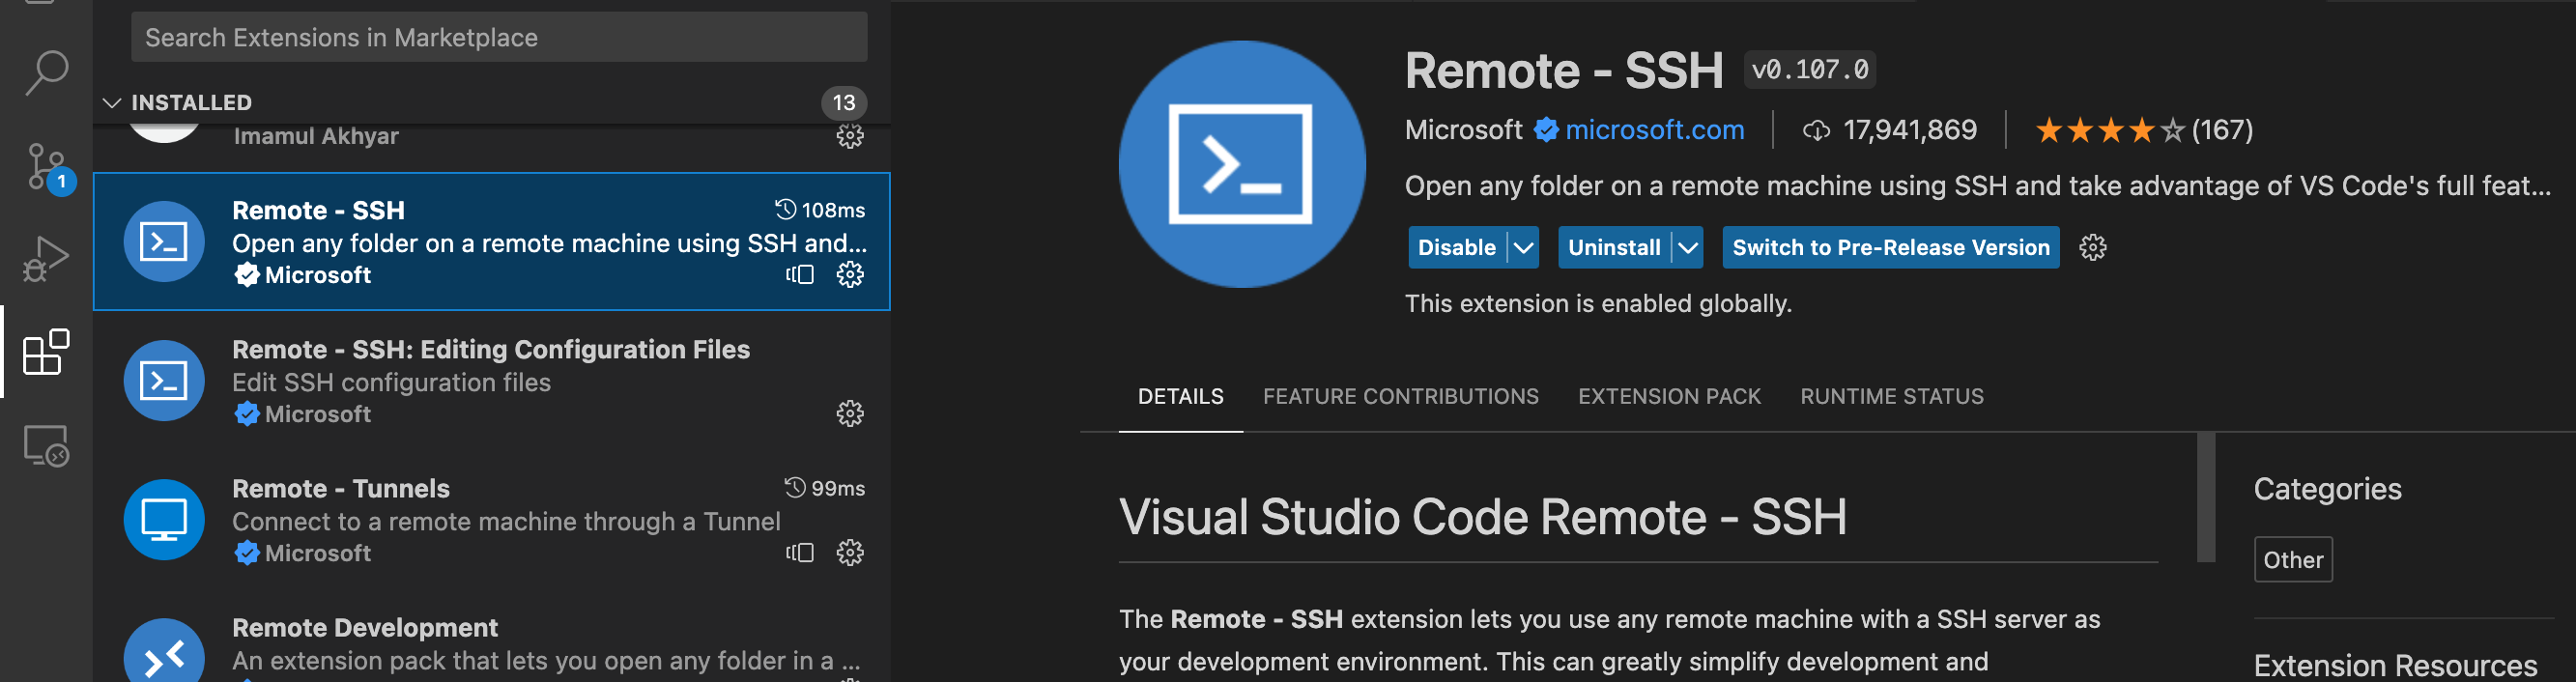 Search Extensions in Marketplace
INSTALLED
13
Imamul Akhyar
1
Remote - SSH
108ms
Open any folder on a remote machine using SSH and...
Microsoft
Remote - SSH: Editing Configuration Files
Edit SSH configuration files
Microsoft
Remote - Tunnels
99ms
Connect to a remote machine through a Tunnel
Microsoft
Remote Development
An extension pack that lets you open any folder in a ...
Remote - SSH v0.107.0
Microsoft microsoft.com 17,941,869 (167)
Open any folder on a remote machine using SSH and take advantage of VS Code's full feat...
Disable Uninstall Switch to Pre-Release Version
This extension is enabled globally.
DETAILS FEATURE CONTRIBUTIONS EXTENSION PACK RUNTIME STATUS
Visual Studio Code Remote - SSH
The Remote - SSH extension lets you use any remote machine with a SSH server as
your development environment. This can greatly simplify development and
Categories
Other
Extension Resources